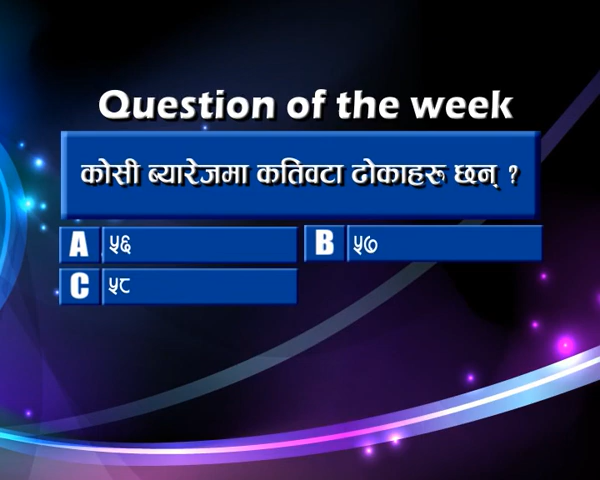 Question of the week
कोसी ब्यारेजमा कतिवटा ढोकाहरू छन् ?
A ५६
B ५७
C ५८